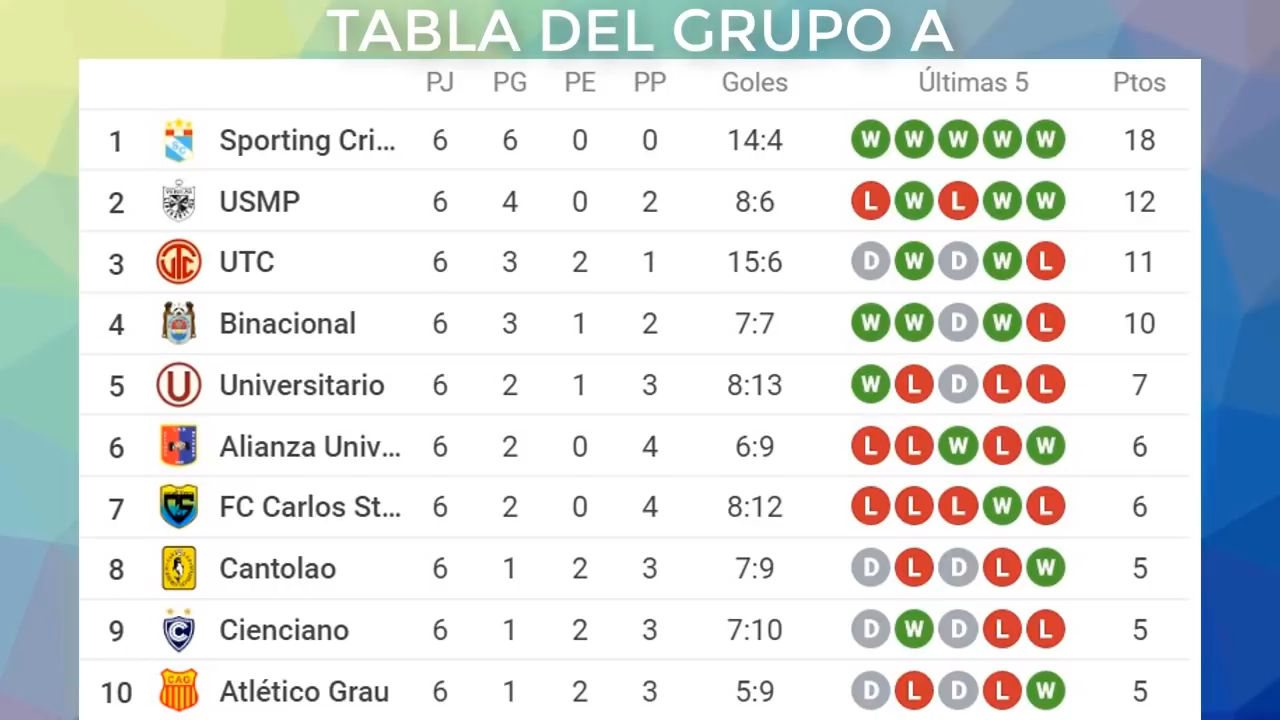 TABLA DEL GRUPO A
PJ PG PE PP Goles Últimas 5 Ptos
1 Sporting Cri... 6 6 0 0 14:4 W W W W W 18
2 USMP 6 4 0 2 8:6 L W L W W 12
3 UTC UTC 6 3 2 1 15:6 D W D W L 11
4 Binacional 6 3 1 2 7:7 W W D W L 10
5 U Universitario 6 2 1 3 8:13 W L D L L 7
6 Alianza Univ... 6 2 0 4 6:9 L L W L W 6
7 CS FC Carlos St... 6 2 0 4 8:12 L L L W L 6
8 Cantolao 6 1 2 3 7:9 D L D L W 5
9 C Cienciano 6 1 2 3 7:10 D W D L L 5
10 CAG Atlético Grau 6 1 2 3 5:9 D L D L W 5